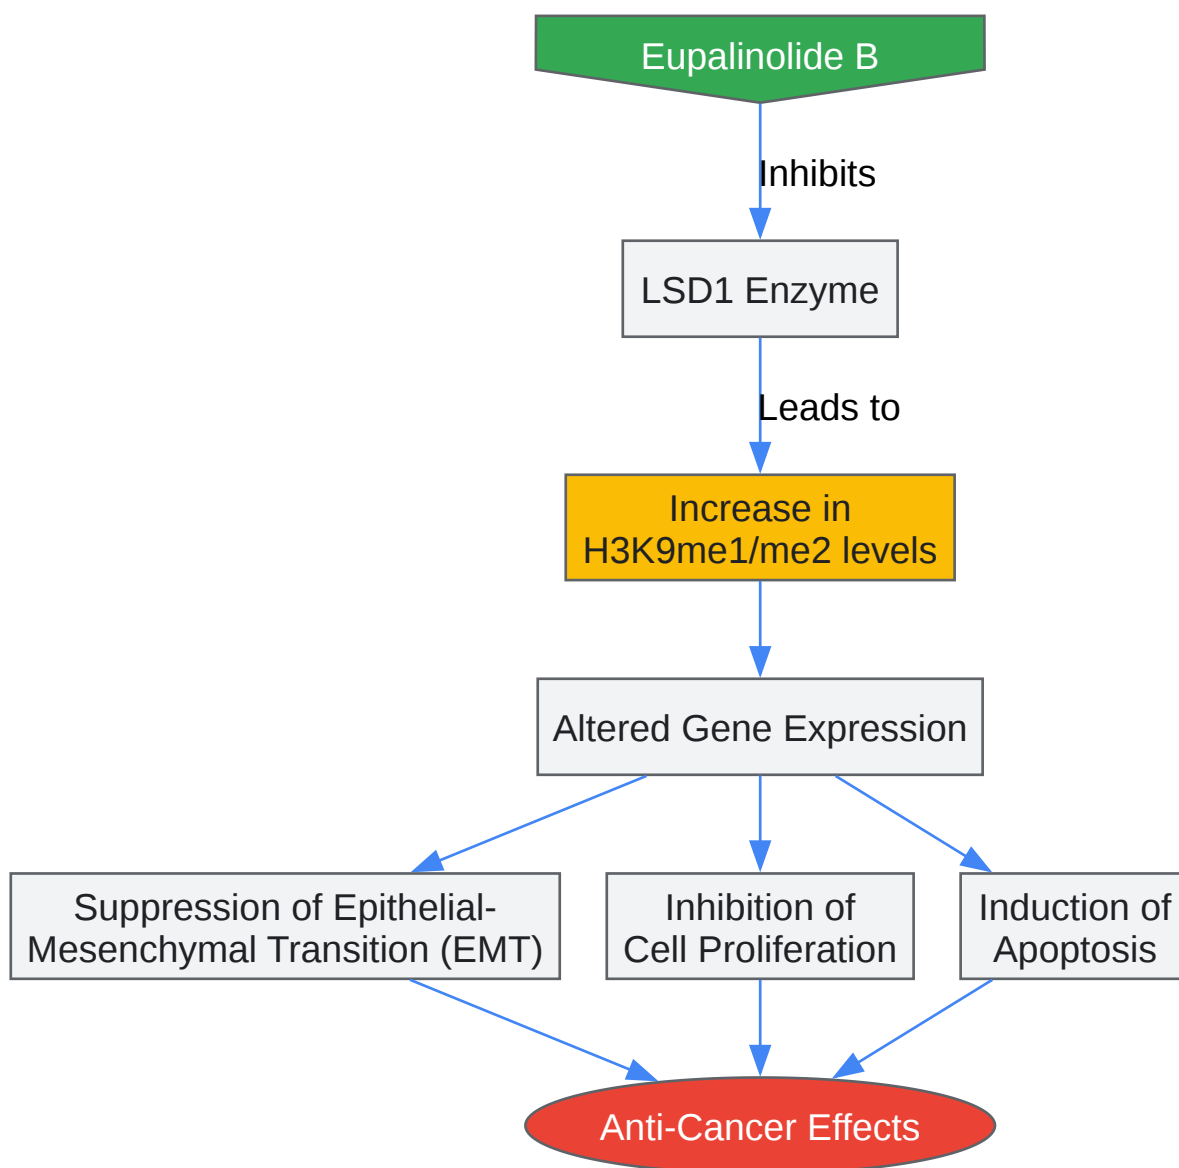 Eupalinolide B
Inhibits
LSD1 Enzyme
Leads to
Increase in
H3K9me1/me2 levels
Altered Gene Expression
Suppression of Epithelial-
Mesenchymal Transition (EMT)
Inhibition of
Cell Proliferation
Induction of
Apoptosis
Anti-Cancer Effects